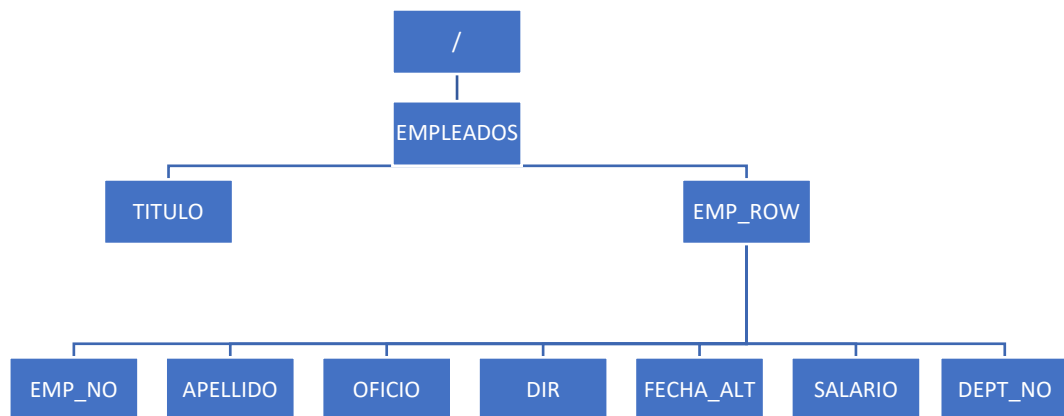 /
EMPLEADOS
TITULO
EMP_ROW
EMP_NO
APELLIDO
OFICIO
DIR
FECHA_ALT
SALARIO
DEPT_NO